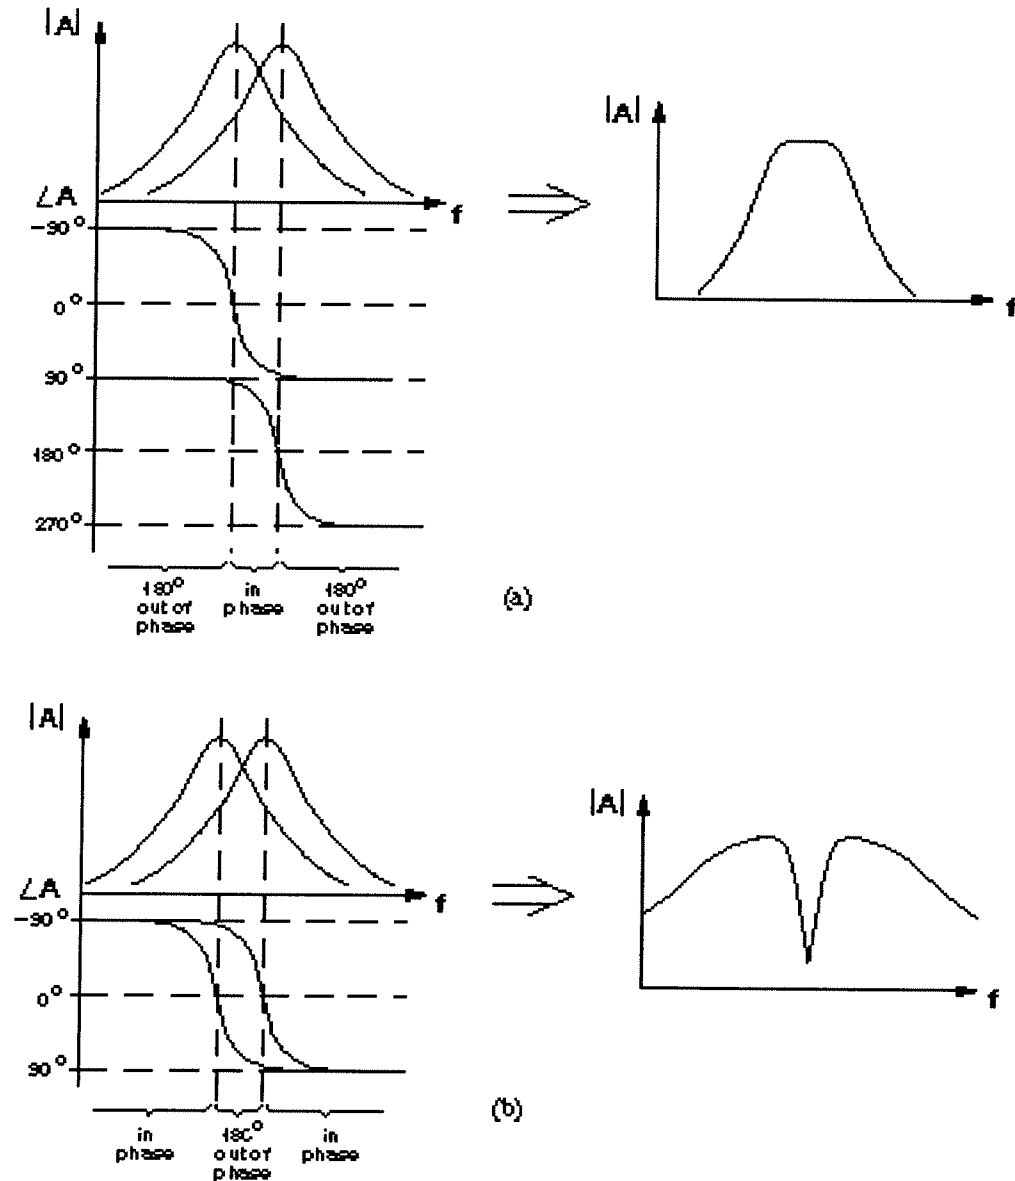 |A|
∠A
f
-90°
0°
90°
180°
270°
180°
out of
phase
in
phase
180°
out of
phase
|A|
f
(a)
|A|
∠A
f
-90°
0°
90°
in
phase
180°
out of
phase
in
phase
|A|
f
(b)